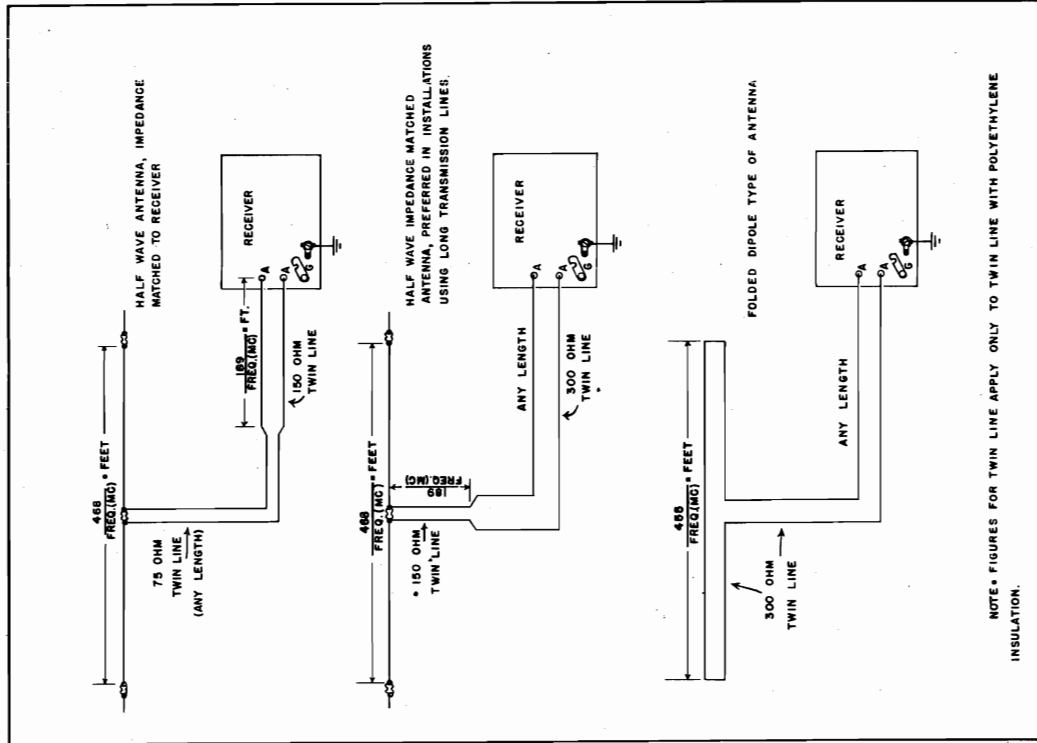 468
FREQ.(MC) = FEET
HALF WAVE ANTENNA, IMPEDANCE
MATCHED TO RECEIVER
75 OHM
TWIN LINE
(ANY LENGTH)
189
FREQ.(MC) = FT.
150 OHM
TWIN LINE
RECEIVER
A
A
G
468
FREQ.(MC) = FEET
HALF WAVE IMPEDANCE MATCHED
ANTENNA, PREFERRED IN INSTALLATIONS
USING LONG TRANSMISSION LINES.
189
FREQ.(MC)
* 150 OHM
TWIN LINE
ANY LENGTH
300 OHM
TWIN LINE
*
RECEIVER
A
A
G
FREQ.(MC) = FEET
FOLDED DIPOLE TYPE OF ANTENNA
300 OHM
TWIN LINE
ANY LENGTH
RECEIVER
A
A
G
NOTE * FIGURES FOR TWIN LINE APPLY ONLY TO TWIN LINE WITH POLYETHYLENE
INSULATION.